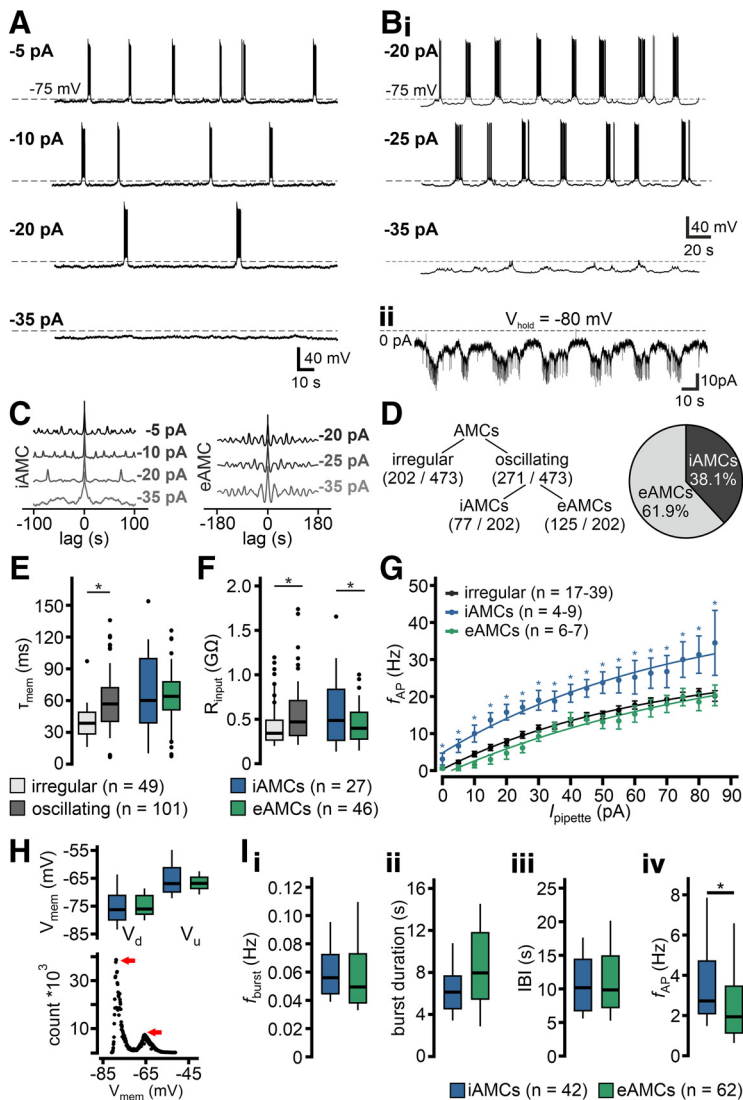 A
-5 pA
-75 mV
-10 pA
-20 pA
-35 pA
40 mV
10 s
Bi
-20 pA
-75 mV
-25 pA
-35 pA
40 mV
20 s
ii
Vhold = -80 mV
0 pA
10pA
10 s
C
iAMC
-5 pA
-10 pA
-20 pA
-35 pA
-100 0 100
lag (s)
eAMC
-20 pA
-25 pA
-35 pA
-180 0 180
lag (s)
D
AMCs
irregular oscillating
(202 / 473) (271 / 473)
iAMCs eAMCs
(77 / 202) (125 / 202)
iAMCs
38.1%
eAMCs
61.9%
E
*
τmem (ms)
150
120
90
60
30
0
F
* *
Rinput (GΩ)
2.0
1.5
1.0
0.5
0
irregular (n = 49)
oscillating (n = 101)
iAMCs (n = 27)
eAMCs (n = 46)
G
irregular (n = 17-39)
iAMCs (n = 4-9)
eAMCs (n = 6-7)
* * * * * * * * * * * * * * * * * *
fAP (Hz)
50
40
30
20
10
0
0 10 20 30 40 50 60 70 80 90
Ipipette (pA)
H
Vmem (mV)
-55
-65
-75
-85
Vd Vu
count *10³
30
10
-85 -65 -45
Vmem (mV)
Ii
fburst (Hz)
0.12
0.10
0.08
0.06
0.04
0.02
0
ii
burst duration (s)
16
12
8
4
0
iii
IBI (s)
25
20
15
10
5
0
iv
*
fAP (Hz)
8
6
4
2
0
iAMCs (n = 42) eAMCs (n = 62)